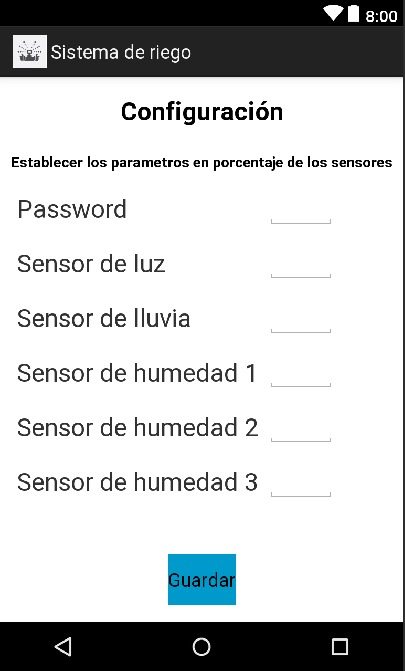 8:00
Sistema de riego
Configuración
Establecer los parametros en porcentaje de los sensores
Password
Sensor de luz
Sensor de lluvia
Sensor de humedad 1
Sensor de humedad 2
Sensor de humedad 3
Guardar